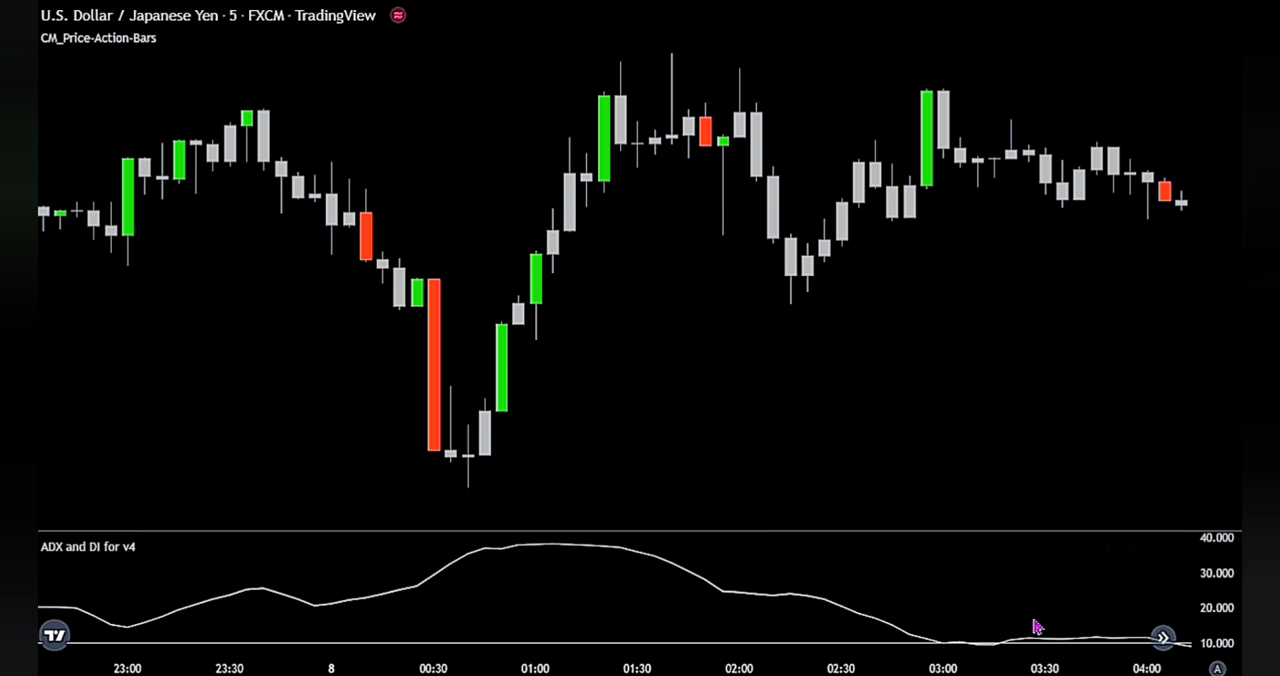 U.S. Dollar / Japanese Yen · 5 · FXCM · TradingView
CM_Price-Action-Bars
ADX and DI for v4
40.000
30.000
20.000
10.000
23:00 23:30 8 00:30 01:00 01:30 02:00 02:30 03:00 03:30 04:00 A